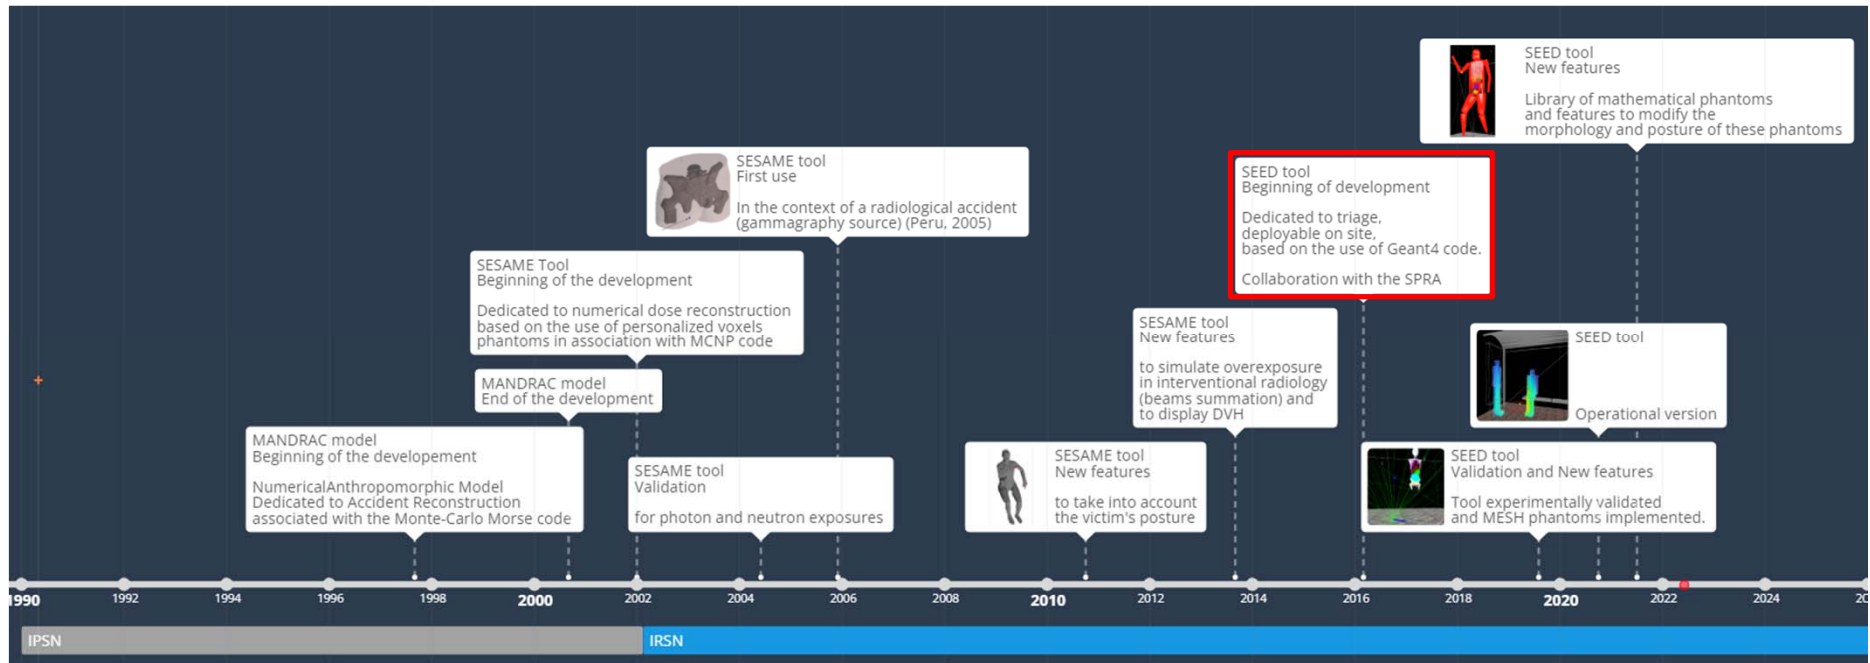 SEED tool
New features
Library of mathematical phantoms
and features to modify the
morphology and posture of these phantoms
SESAME tool
First use
In the context of a radiological accident
(gammagraphy source) (Peru, 2005)
SEED tool
Beginning of development
Dedicated to triage,
deployable on site,
based on the use of Geant4 code.
Collaboration with the SPRA
SESAME Tool
Beginning of the development
Dedicated to numerical dose reconstruction
based on the use of personalized voxels
phantoms in association with MCNP code
SESAME tool
New features
to simulate overexposure
in interventional radiology
(beams summation) and
to display DVH
SEED tool
Operational version
MANDRAC model
End of the development
MANDRAC model
Beginning of the developement
NumericalAnthropomorphic Model
Dedicated to Accident Reconstruction
associated with the Monte-Carlo Morse code
SESAME tool
Validation
for photon and neutron exposures
SESAME tool
New features
to take into account
the victim's posture
SEED tool
Validation and New features
Tool experimentally validated
and MESH phantoms implemented.
1990 1992 1994 1996 1998 2000 2002 2004 2006 2008 2010 2012 2014 2016 2018 2020 2022 2024
IPSN IRSN